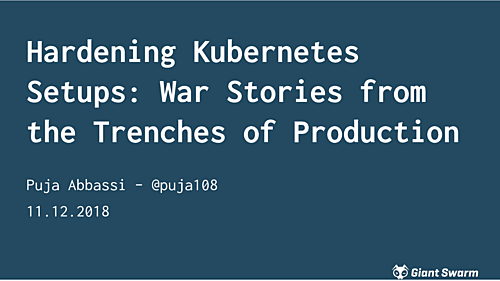 Hardening Kubernetes
Setups: War Stories from
the Trenches of Production
Puja Abbassi - @puja108
11.12.2018
Giant Swarm